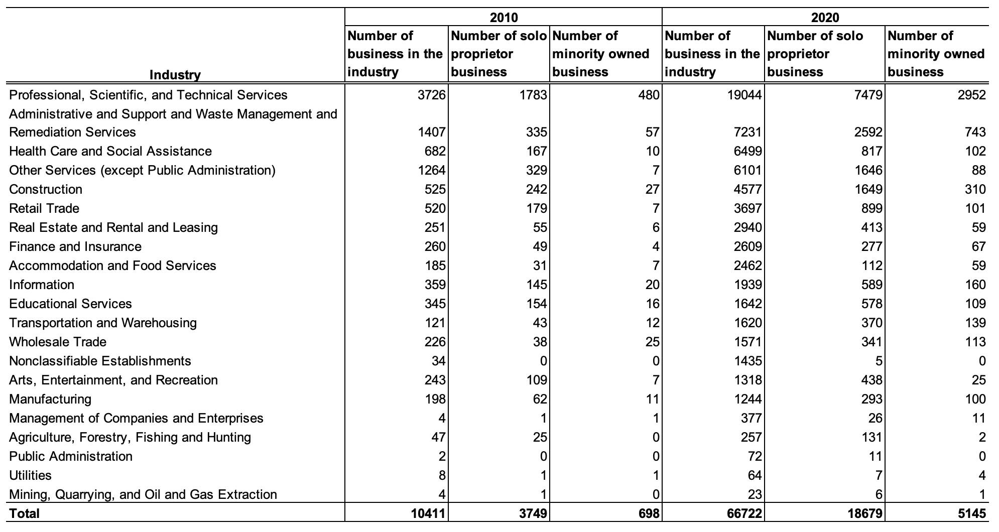 2010 2020
Number of Number of solo Number of Number of Number of solo Number of
business in the proprietor minority owned business in the proprietor minority owned
Industry industry business business industry business business
Professional, Scientific, and Technical Services 3726 1783 480 19044 7479 2952
Administrative and Support and Waste Management and
Remediation Services 1407 335 57 7231 2592 743
Health Care and Social Assistance 682 167 10 6499 817 102
Other Services (except Public Administration) 1264 329 7 6101 1646 88
Construction 525 242 27 4577 1649 310
Retail Trade 520 179 7 3697 899 101
Real Estate and Rental and Leasing 251 55 6 2940 413 59
Finance and Insurance 260 49 4 2609 277 67
Accommodation and Food Services 185 31 7 2462 112 59
Information 359 145 20 1939 589 160
Educational Services 345 154 16 1642 578 109
Transportation and Warehousing 121 43 12 1620 370 139
Wholesale Trade 226 38 25 1571 341 113
Nonclassifiable Establishments 34 0 0 1435 5 0
Arts, Entertainment, and Recreation 243 109 7 1318 438 25
Manufacturing 198 62 11 1244 293 100
Management of Companies and Enterprises 4 1 1 377 26 11
Agriculture, Forestry, Fishing and Hunting 47 25 0 257 131 2
Public Administration 2 0 0 72 11 0
Utilities 8 1 1 64 7 4
Mining, Quarrying, and Oil and Gas Extraction 4 1 0 23 6 1
Total 10411 3749 698 66722 18679 5145